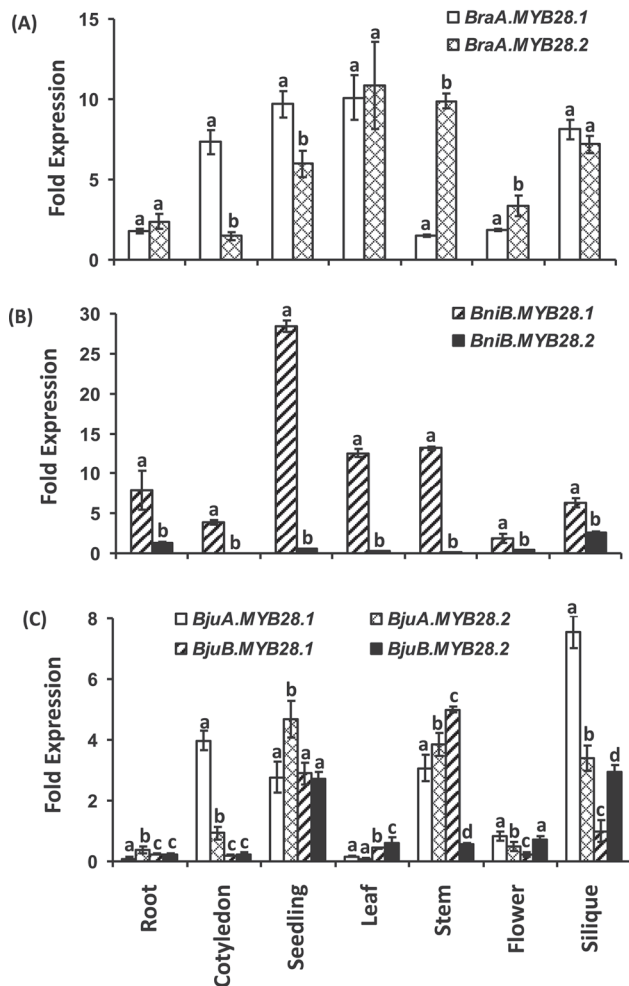 (A)
BraA.MYB28.1
BraA.MYB28.2
Fold Expression
15
10
5
0
a a
a b
a b
a a
a b
a b
a a
(B)
BniB.MYB28.1
BniB.MYB28.2
Fold Expression
30
25
20
15
10
5
0
a b
a b
a b
a b
a b
a b
a b
(C)
BjuA.MYB28.1 BjuA.MYB28.2
BjuB.MYB28.1 BjuB.MYB28.2
Fold Expression
8
6
4
2
0
a b c c
a b c c
a b a a
a a b c
a b c d
a b c a
a b c d
Root
Cotyledon
Seedling
Leaf
Stem
Flower
Silique